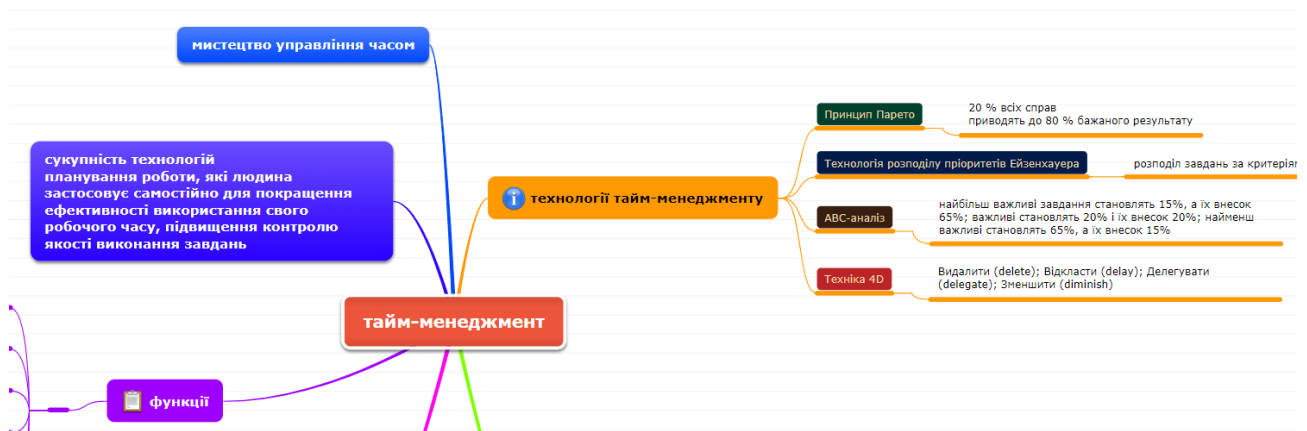 мистецтво управління часом
сукупність технологій
планування роботи, які людина
застосовує самостійно для покращення
ефективності використання свого
робочого часу, підвищення контролю
якості виконання завдань
технології тайм-менеджменту
Принцип Парето
20 % всіх справ
приводять до 80 % бажаного результату
Технологія розподілу пріоритетів Ейзенхауера
розподіл завдань за критеріям
АВС-аналіз
найбільш важливі завдання становлять 15%, а їх внесок
65%; важливі становлять 20% і їх внесок 20%; найменш
важливі становлять 65%, а їх внесок 15%
Техніка 4D
Видалити (delete); Відкласти (delay); Делегувати
(delegate); Зменшити (diminish)
тайм-менеджмент
функції